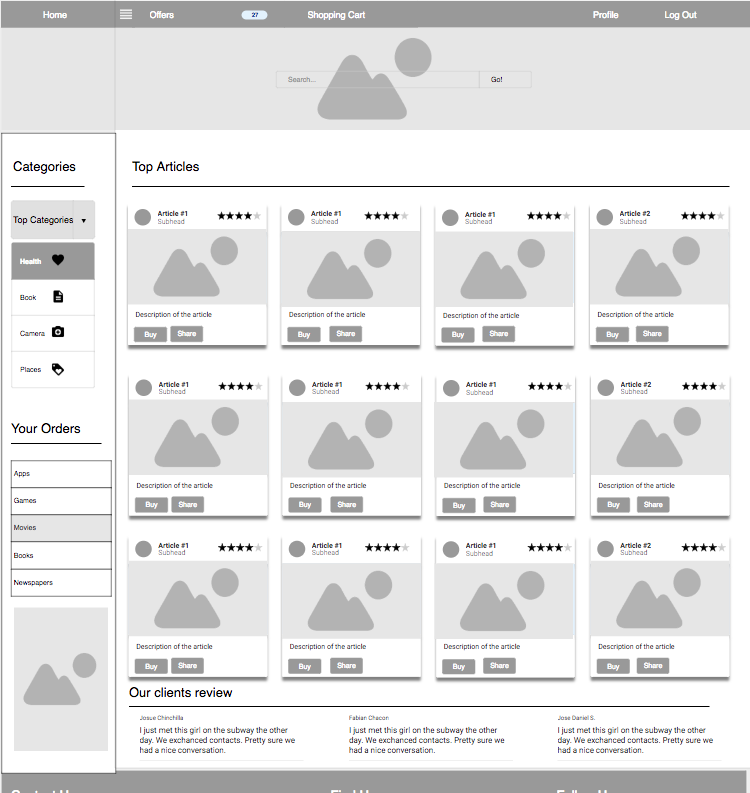 Home
Offers
27
Shopping Cart
Profile
Log Out
Search...
Go!
Categories
Top Categories
Health
Book
Camera
Places
Your Orders
Apps
Games
Movies
Books
Newspapers
Top Articles
Article #1
Subhead
Description of the article
Buy
Share
Article #1
Subhead
Description of the article
Buy
Share
Article #1
Subhead
Description of the article
Buy
Share
Article #2
Subhead
Description of the article
Buy
Share
Article #1
Subhead
Description of the article
Buy
Share
Article #1
Subhead
Description of the article
Buy
Share
Article #1
Subhead
Description of the article
Buy
Share
Article #2
Subhead
Description of the article
Buy
Share
Article #1
Subhead
Description of the article
Buy
Share
Article #1
Subhead
Description of the article
Buy
Share
Article #1
Subhead
Description of the article
Buy
Share
Article #2
Subhead
Description of the article
Buy
Share
Our clients review
Josue Chinchilla
I just met this girl on the subway the other
day. We exhcanged contacts. Pretty sure we
had a nice conversation.
Fabian Chacon
I just met this girl on the subway the other
day. We exhcanged contacts. Pretty sure we
had a nice conversation.
Jose Daniel S.
I just met this girl on the subway the other
day. We exhcanged contacts. Pretty sure we
had a nice conversation.